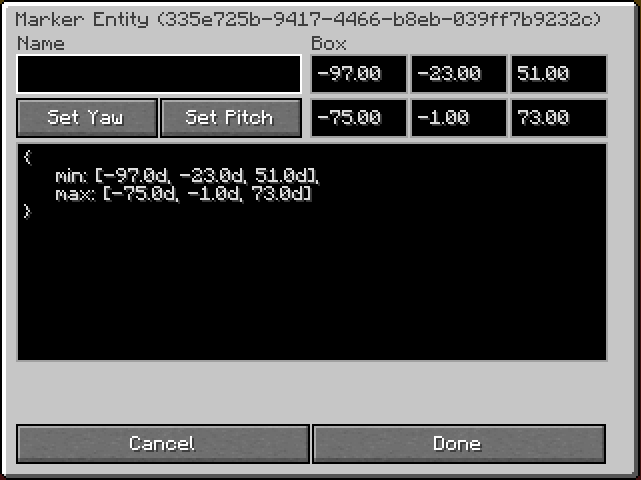 Marker Entity (335e725b-9417-4466-b8eb-039ff7b9232c)
Name
Box
-97.00
-23.00
51.00
Set Yaw
Set Pitch
-75.00
-1.00
73.00
{
min: [-97.0d, -23.0d, 51.0d],
max: [-75.0d, -1.0d, 73.0d]
}
Cancel
Done